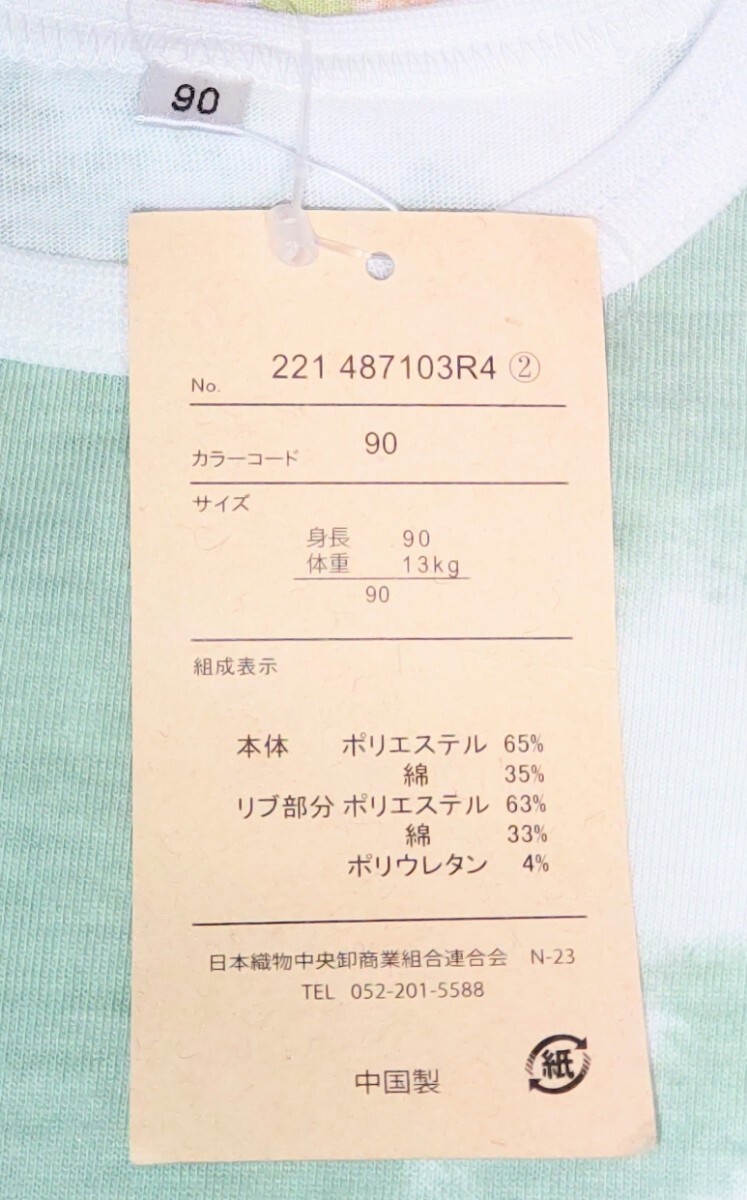 90
No. 221 487103R4 ②
カラーコード 90
サイズ
身長 90
体重 13kg
90
組成表示
本体 ポリエステル 65%
綿 35%
リブ部分 ポリエステル 63%
綿 33%
ポリウレタン 4%
日本織物中央卸商業組合連合会 N-23
TEL 052-201-5588
中国製
紙